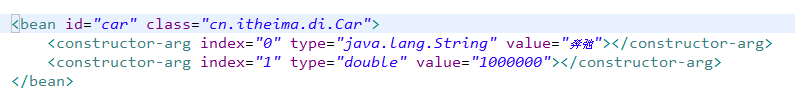 <bean id="car" class="cn.itheima.di.Car">
<constructor-arg index="0" type="java.lang.String" value="奔驰"></constructor-arg>
<constructor-arg index="1" type="double" value="1000000"></constructor-arg>
</bean>